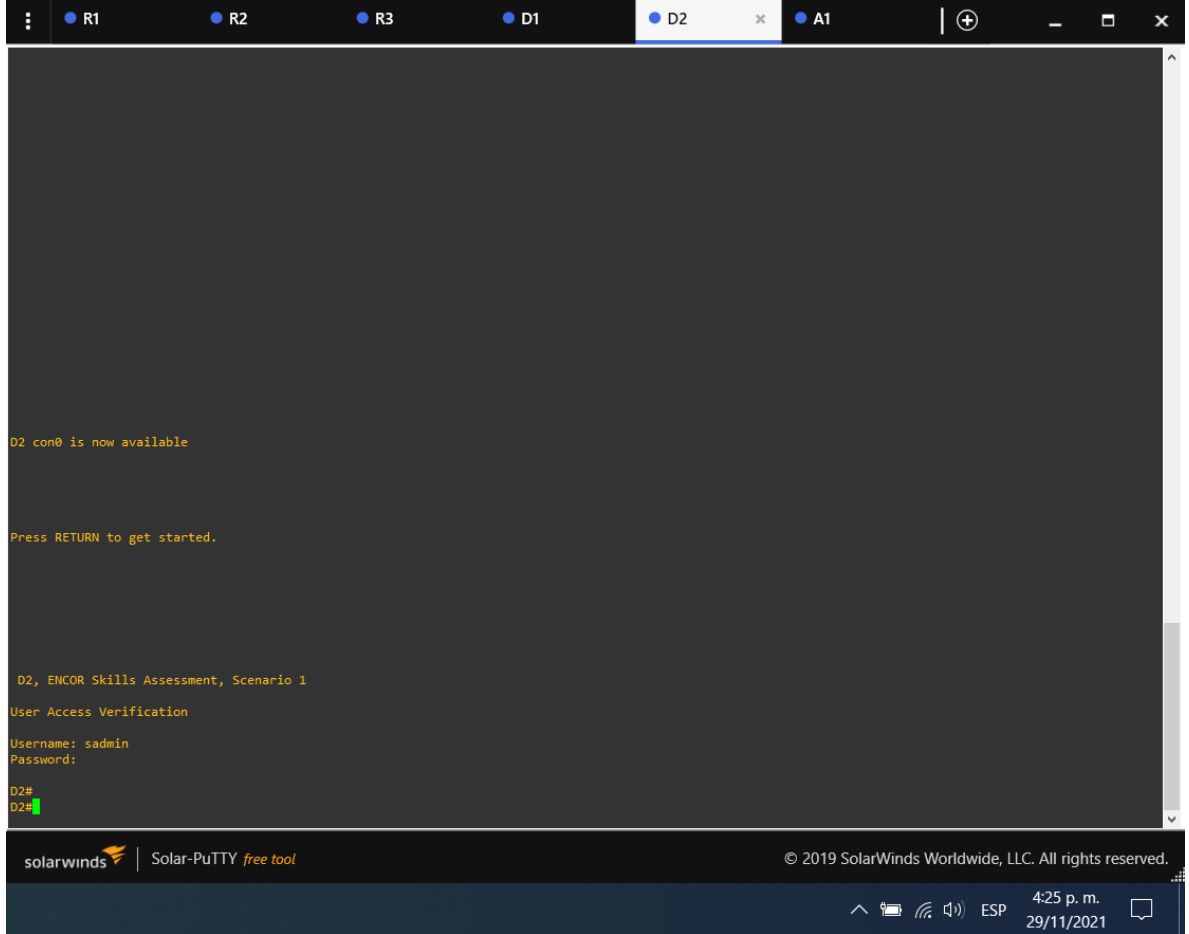 R1 R2 R3 D1 D2 × A1
D2 con0 is now available
Press RETURN to get started.
D2, ENCOR Skills Assessment, Scenario 1
User Access Verification
Username: sadmin
Password:
D2#
D2#
solarwinds Solar-PuTTY free tool © 2019 SolarWinds Worldwide, LLC. All rights reserved.
ESP 4:25 p. m.
29/11/2021